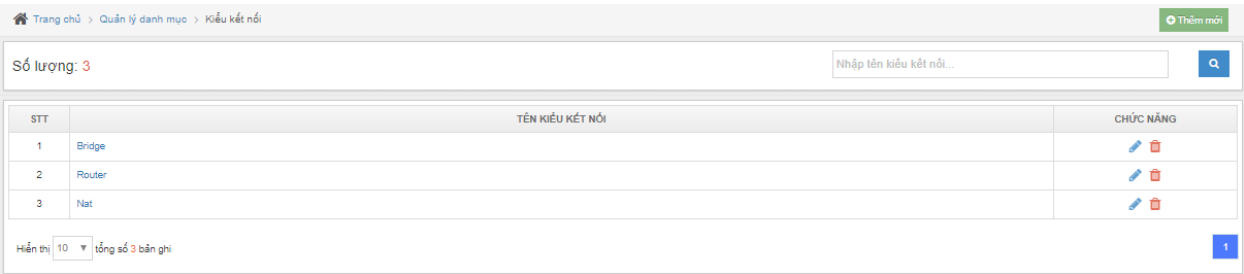 Trang chủ > Quản lý danh mục > Kiểu kết nối
Thêm mới
Số lượng: 3
Nhập tên kiểu kết nối...
STT TÊN KIỂU KẾT NỐI CHỨC NĂNG
1 Bridge
2 Router
3 Nat
Hiển thị 10 tổng số 3 bản ghi
1